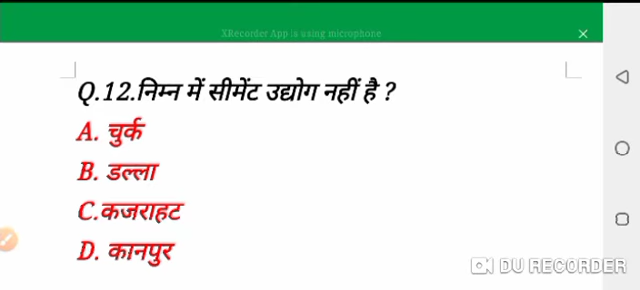 XRecorder App is using microphone
Q.12.निम्न में सीमेंट उद्योग नहीं है ?
A. चुर्क
B. डल्ला
C.कजराहट
D. कानपुर
DU RECORDER